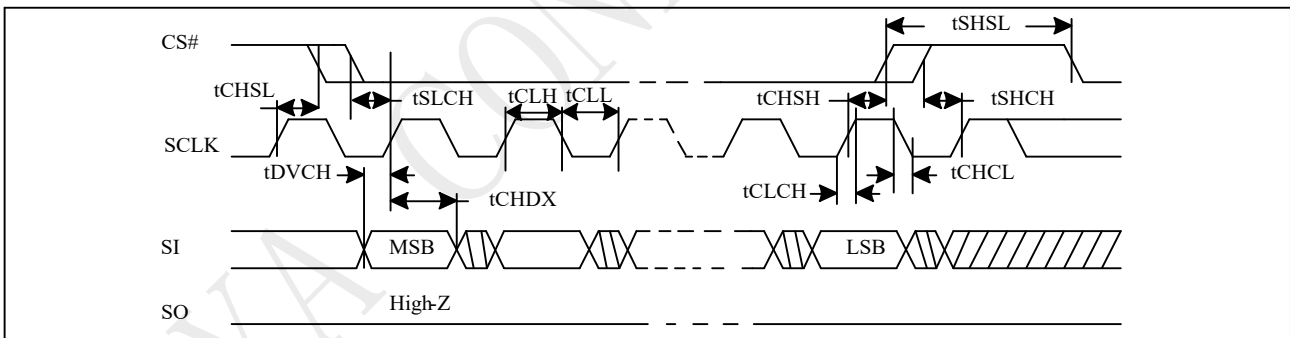 tSHSL
CS#
tCHSL
tSLCH
tCLH
tCLL
tCHSH
tSHCH
SCLK
tDVCH
tCHDX
tCLCH
tCHCL
SI
MSB
LSB
SO
High-Z